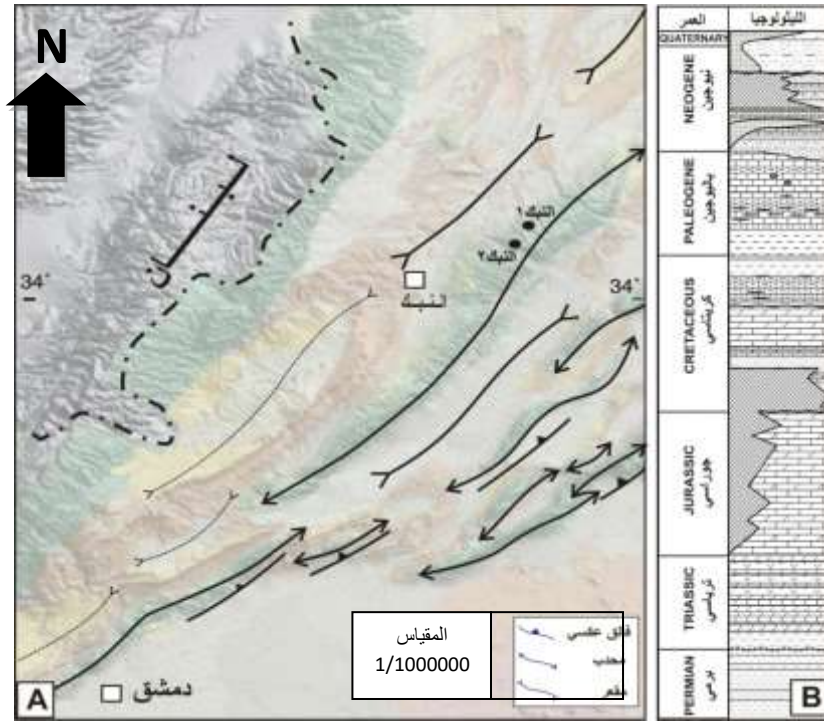 N
34°
34°
النبك١
النبك٢
النبك
دمشق
A
المقياس
1/1000000
فالق عكسي
محدب
مقعر
العمر
الليثولوجيا
QUATERNARY
NEOGENE
نيوجين
PALEOGENE
باليوجين
CRETACEOUS
كريتاسي
JURASSIC
جوراسي
TRIASSIC
ترياسي
PERMIAN
برمي
B